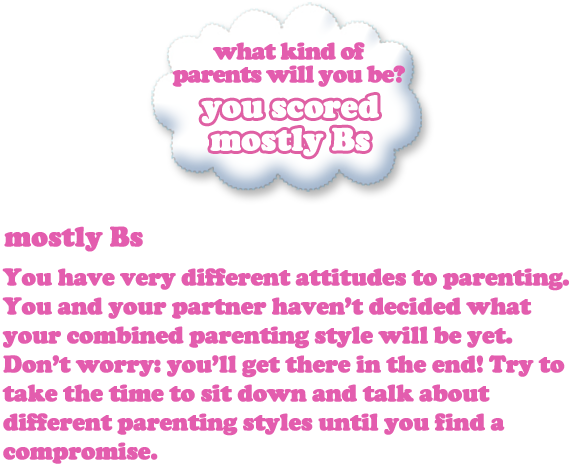 what kind of
parents will you be?
you scored
mostly Bs
mostly Bs
You have very different attitudes to parenting.
You and your partner haven’t decided what
your combined parenting style will be yet.
Don’t worry: you’ll get there in the end! Try to
take the time to sit down and talk about
different parenting styles until you find a
compromise.